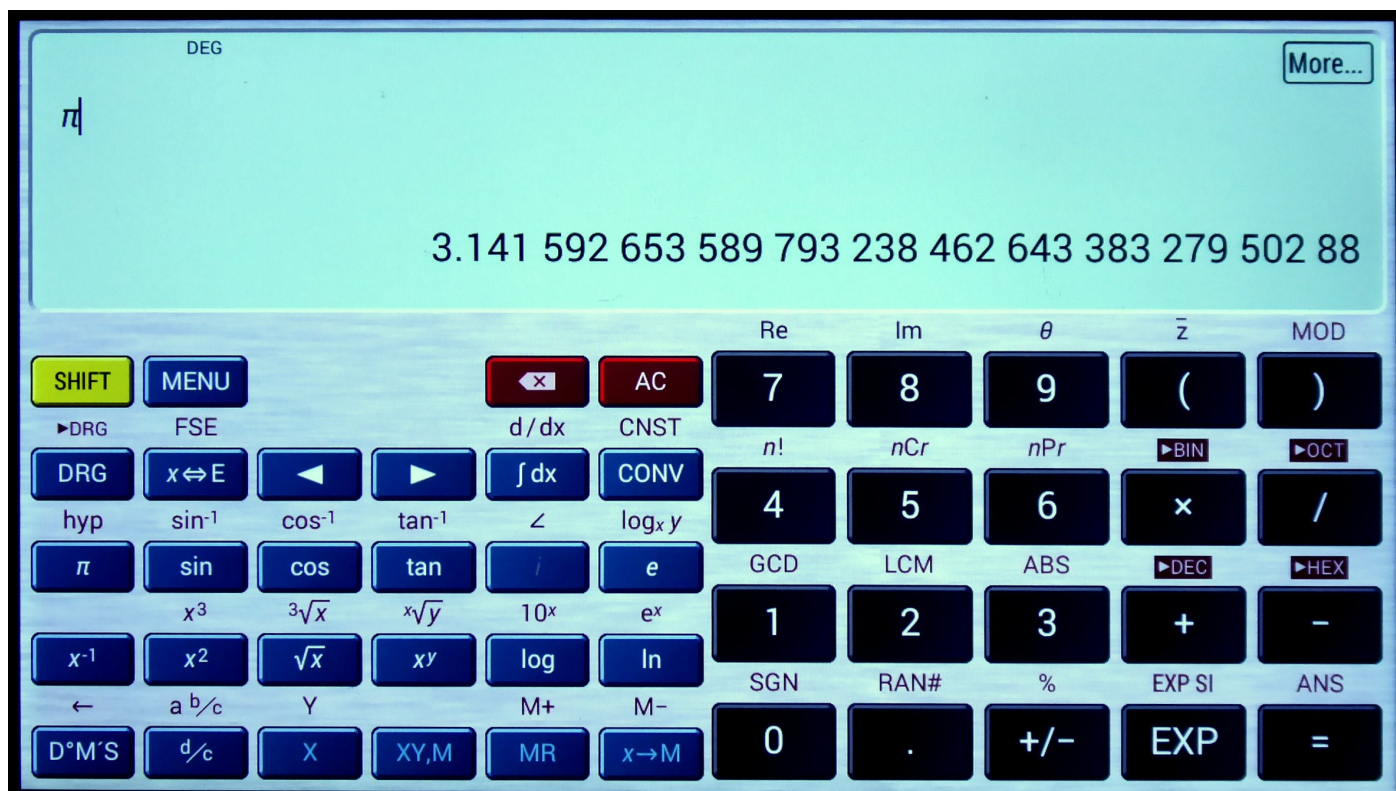 DEG More...
π
3.141 592 653 589 793 238 462 643 383 279 502 88
Re Im θ z̅ MOD
SHIFT MENU AC 7 8 9 ( )
►DRG FSE d/dx CNST n! nCr nPr ►BIN ►OCT
DRG x⇔E ◄ ► ∫dx CONV 4 5 6 × /
hyp sin⁻¹ cos⁻¹ tan⁻¹ ∠ logₓ y GCD LCM ABS ►DEC ►HEX
π sin cos tan i e 1 2 3 + −
x³ ³√x ˣ√y 10ˣ eˣ
x⁻¹ x² √x xʸ log ln
SGN RAN# % EXP SI ANS
← a b/c Y M+ M−
D°M´S d/c X XY,M MR x→M 0 . +/− EXP =